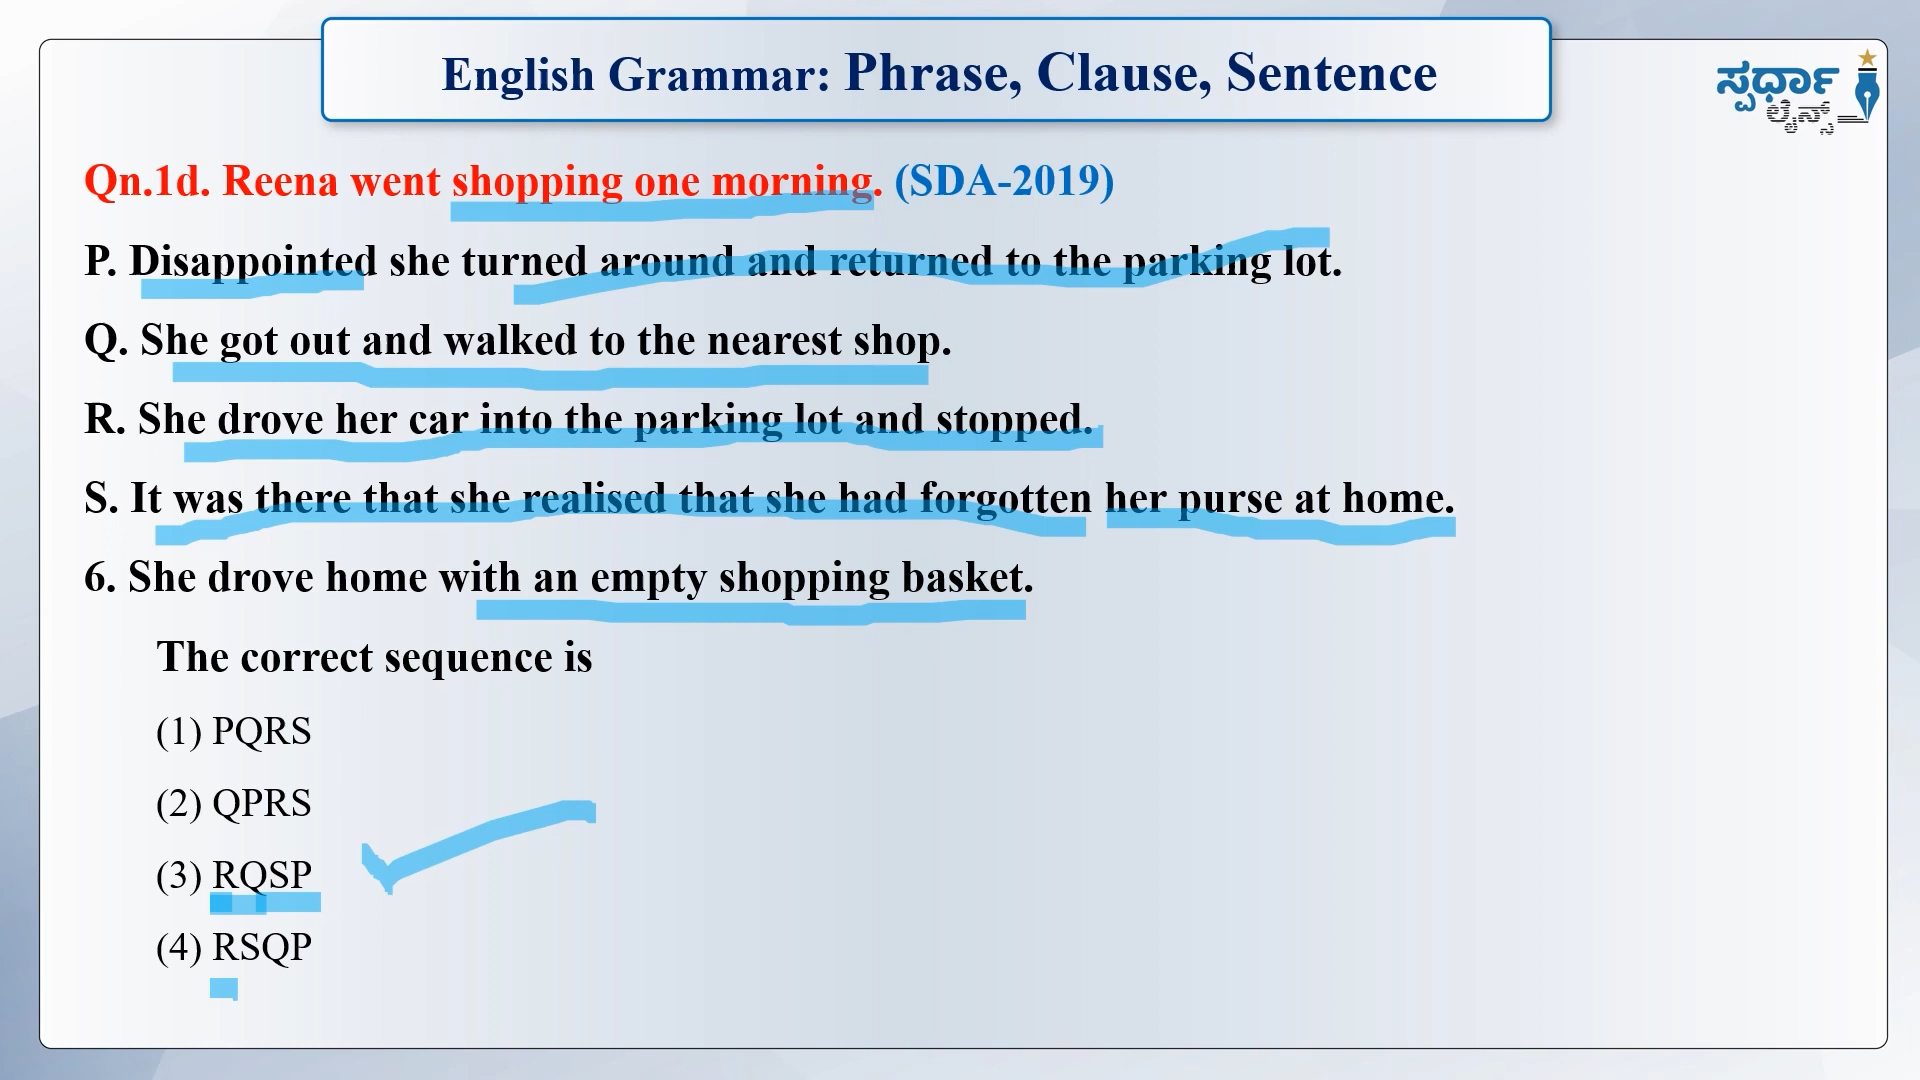 English Grammar: Phrase, Clause, Sentence
ಸ್ಪರ್ಧಾ
ಲೈನ್ಸ್
Qn.1d. Reena went shopping one morning. (SDA-2019)
P. Disappointed she turned around and returned to the parking lot.
Q. She got out and walked to the nearest shop.
R. She drove her car into the parking lot and stopped.
S. It was there that she realised that she had forgotten her purse at home.
6. She drove home with an empty shopping basket.
The correct sequence is
(1) PQRS
(2) QPRS
(3) RQSP
(4) RSQP